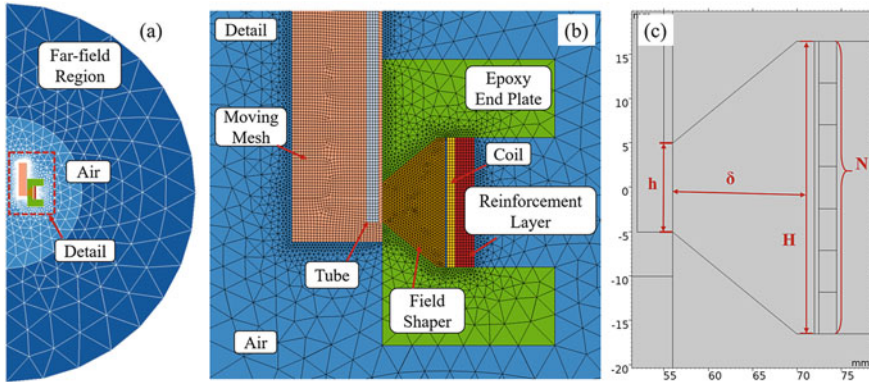 (a)
Far-field
Region
Air
Detail
Detail
(b)
Epoxy
End Plate
Moving
Mesh
Coil
Reinforcement
Layer
Tube
Field
Shaper
Air
(c)
15
10
5
0
-5
-10
-15
-20
h
δ
H
N
55
60
65
70
75
mm